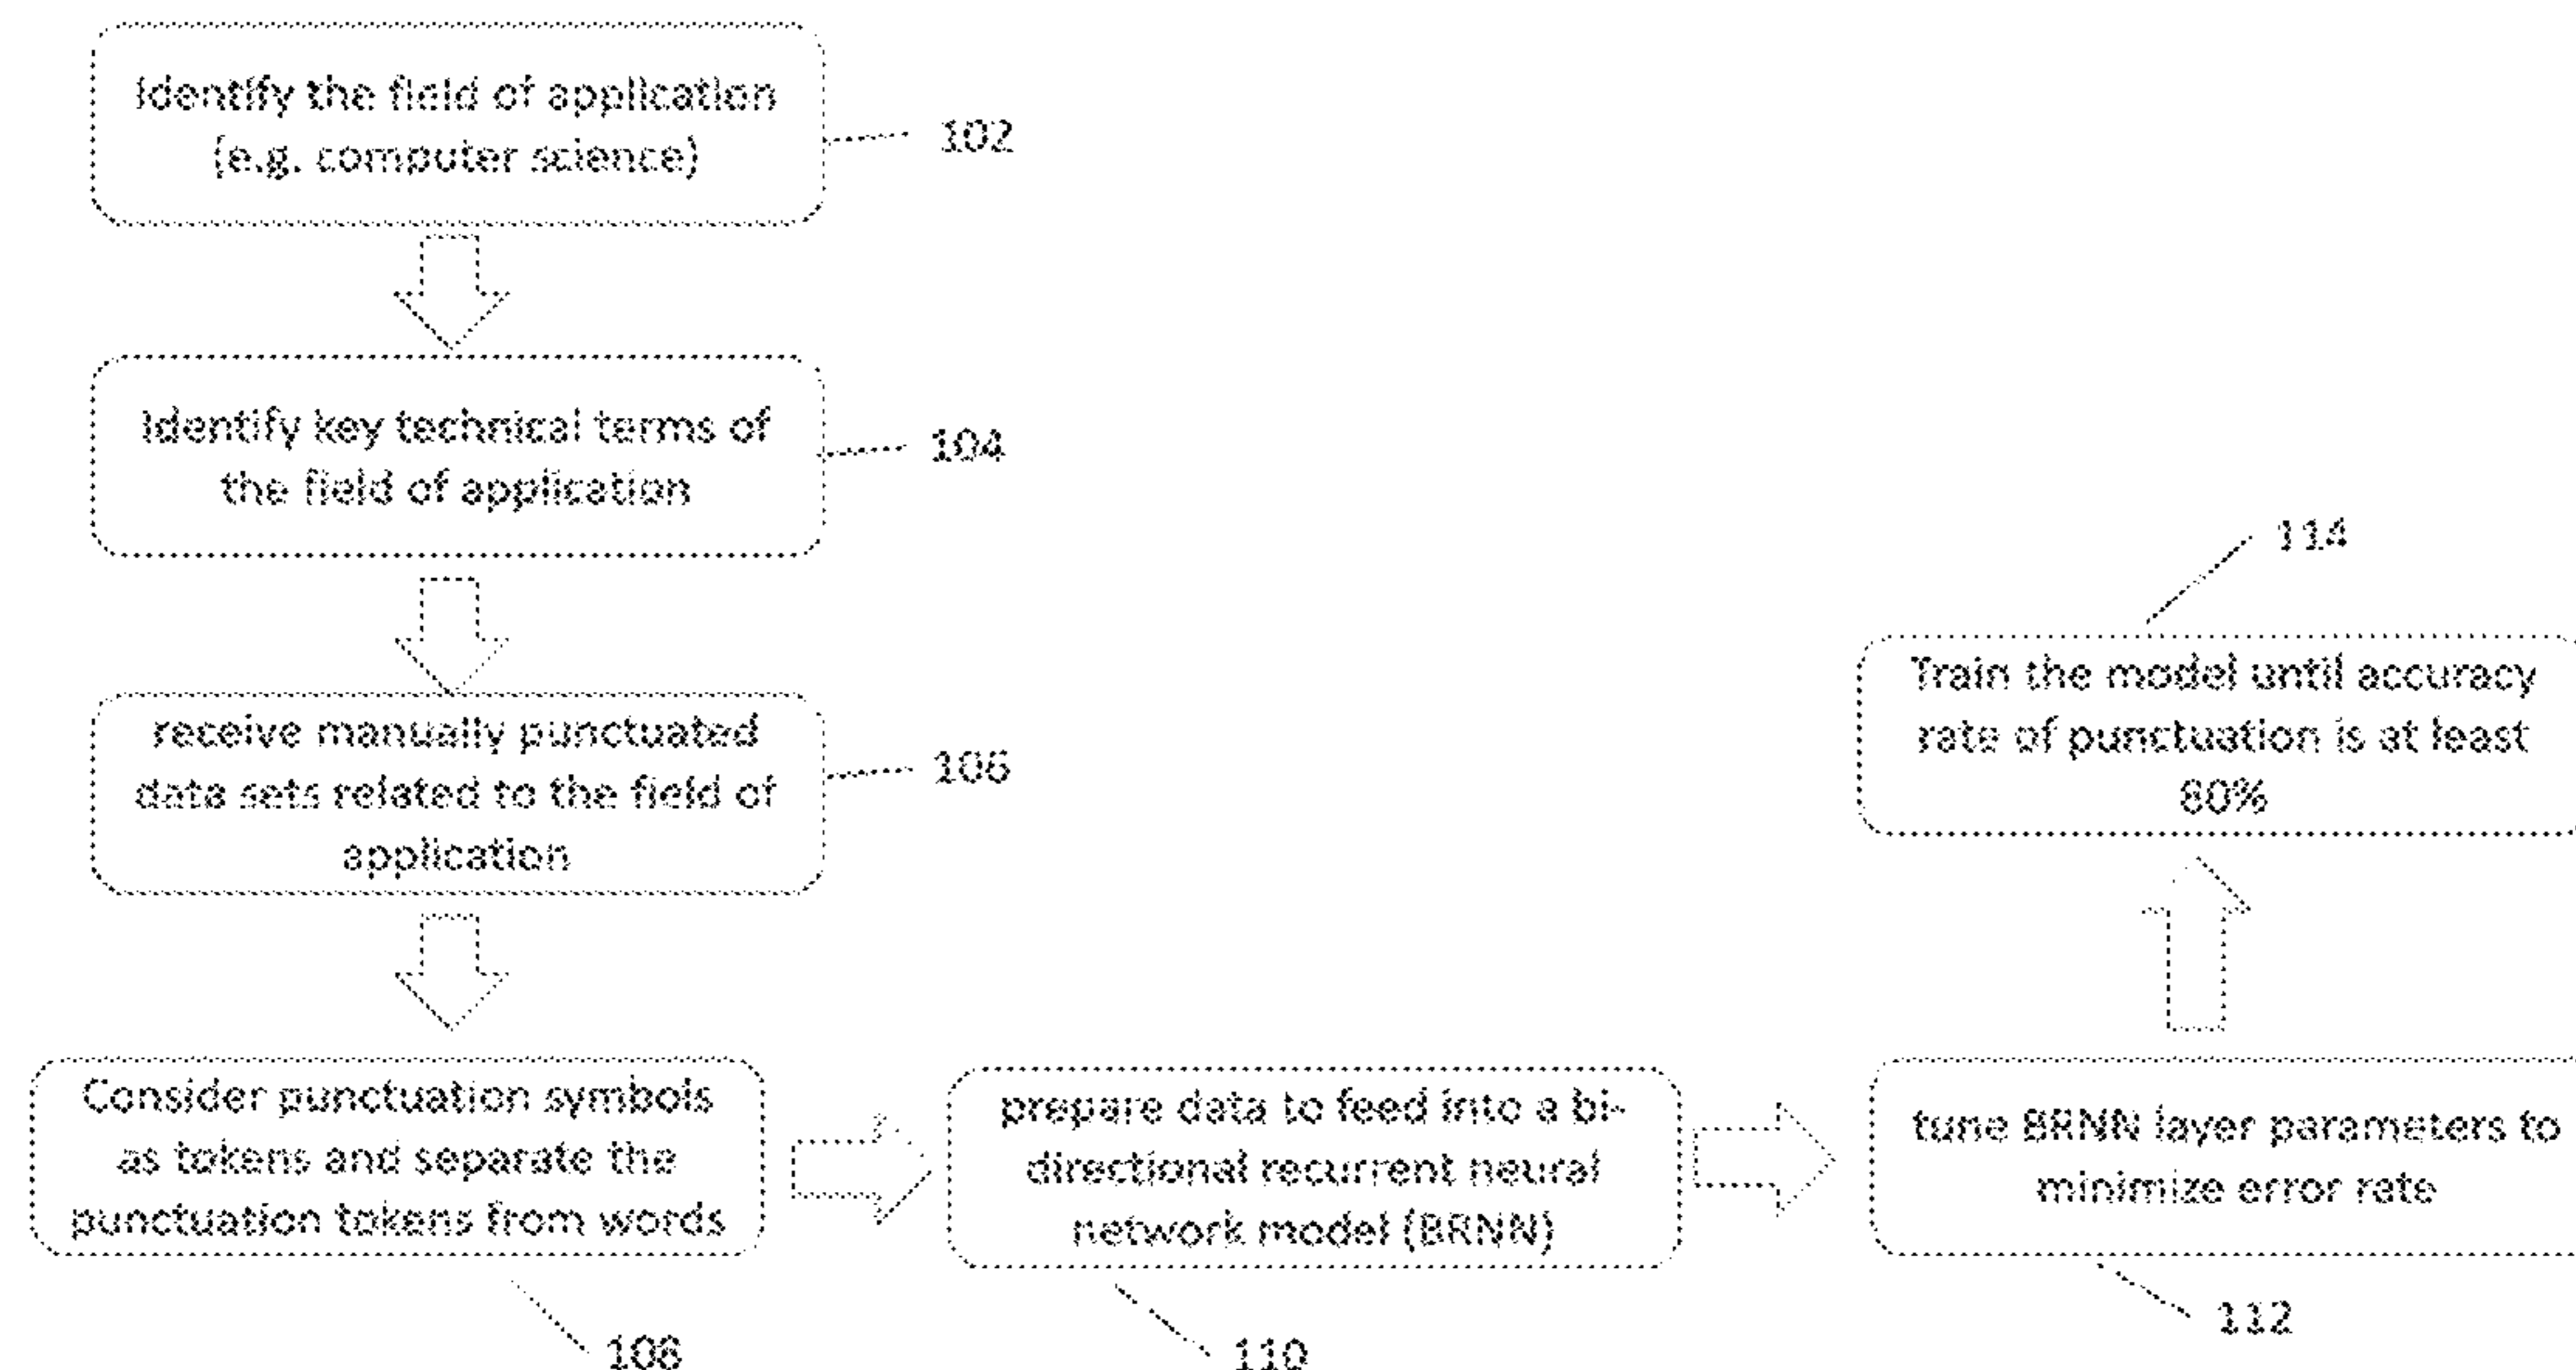 Identify the field of application
(e.g. computer science)
102
Identify key technical terms of
the field of application
104
receive manually punctuated
data sets related to the field of
application
106
Consider punctuation symbols
as tokens and separate the
punctuation tokens from words
108
prepare data to feed into a bi-
directional recurrent neural
network model (BRNN)
110
tune BRNN layer parameters to
minimize error rate
112
Train the model until accuracy
rate of punctuation is at least
80%
114